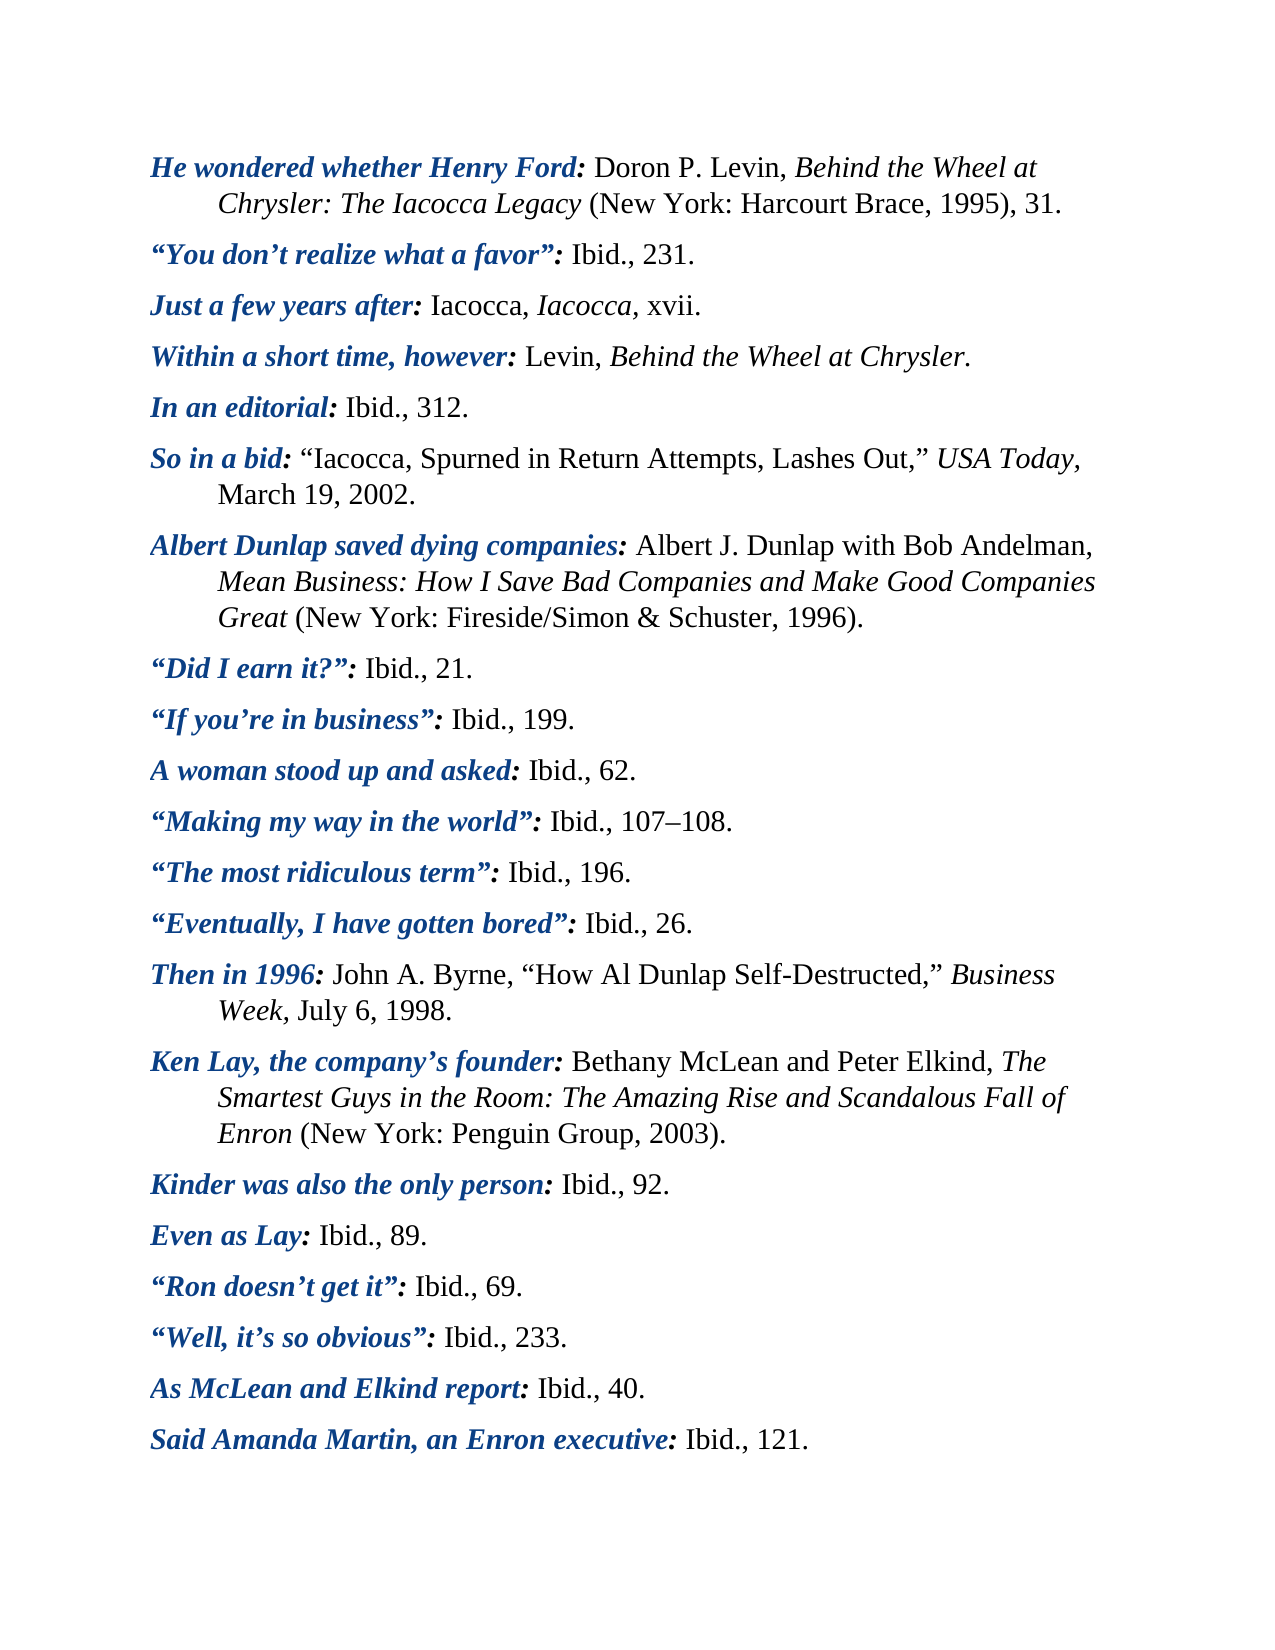 He wondered whether Henry Ford: Doron P. Levin, Behind the Wheel at
Chrysler: The Iacocca Legacy (New York: Harcourt Brace, 1995), 31.
“You don’t realize what a favor”: Ibid., 231.
Just a few years after: Iacocca, Iacocca, xvii.
Within a short time, however: Levin, Behind the Wheel at Chrysler.
In an editorial: Ibid., 312.
So in a bid: “Iacocca, Spurned in Return Attempts, Lashes Out,” USA Today,
March 19, 2002.
Albert Dunlap saved dying companies: Albert J. Dunlap with Bob Andelman,
Mean Business: How I Save Bad Companies and Make Good Companies
Great (New York: Fireside/Simon & Schuster, 1996).
“Did I earn it?”: Ibid., 21.
“If you’re in business”: Ibid., 199.
A woman stood up and asked: Ibid., 62.
“Making my way in the world”: Ibid., 107–108.
“The most ridiculous term”: Ibid., 196.
“Eventually, I have gotten bored”: Ibid., 26.
Then in 1996: John A. Byrne, “How Al Dunlap Self-Destructed,” Business
Week, July 6, 1998.
Ken Lay, the company’s founder: Bethany McLean and Peter Elkind, The
Smartest Guys in the Room: The Amazing Rise and Scandalous Fall of
Enron (New York: Penguin Group, 2003).
Kinder was also the only person: Ibid., 92.
Even as Lay: Ibid., 89.
“Ron doesn’t get it”: Ibid., 69.
“Well, it’s so obvious”: Ibid., 233.
As McLean and Elkind report: Ibid., 40.
Said Amanda Martin, an Enron executive: Ibid., 121.